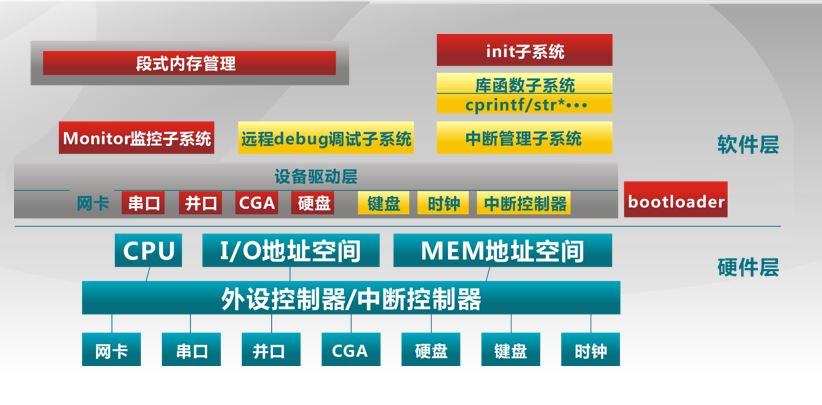 init子系统
段式内存管理
库函数子系统
cprintf/str*•••
Monitor监控子系统
远程debug调试子系统
中断管理子系统
软件层
设备驱动层
网卡
串口
并口
CGA
硬盘
键盘
时钟
中断控制器
bootloader
CPU
I/O地址空间
MEM地址空间
硬件层
外设控制器/中断控制器
网卡
串口
并口
CGA
硬盘
键盘
时钟